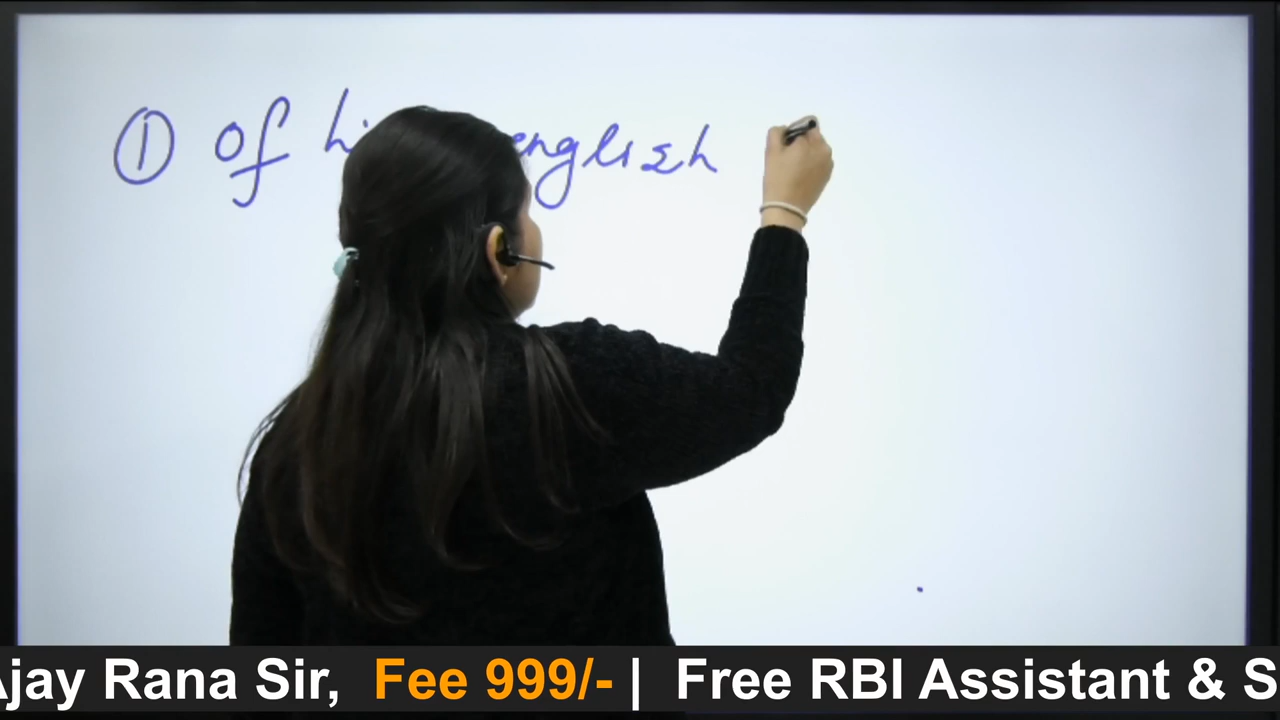 ① of english
Ajay Rana Sir, Fee 999/- | Free RBI Assistant & S